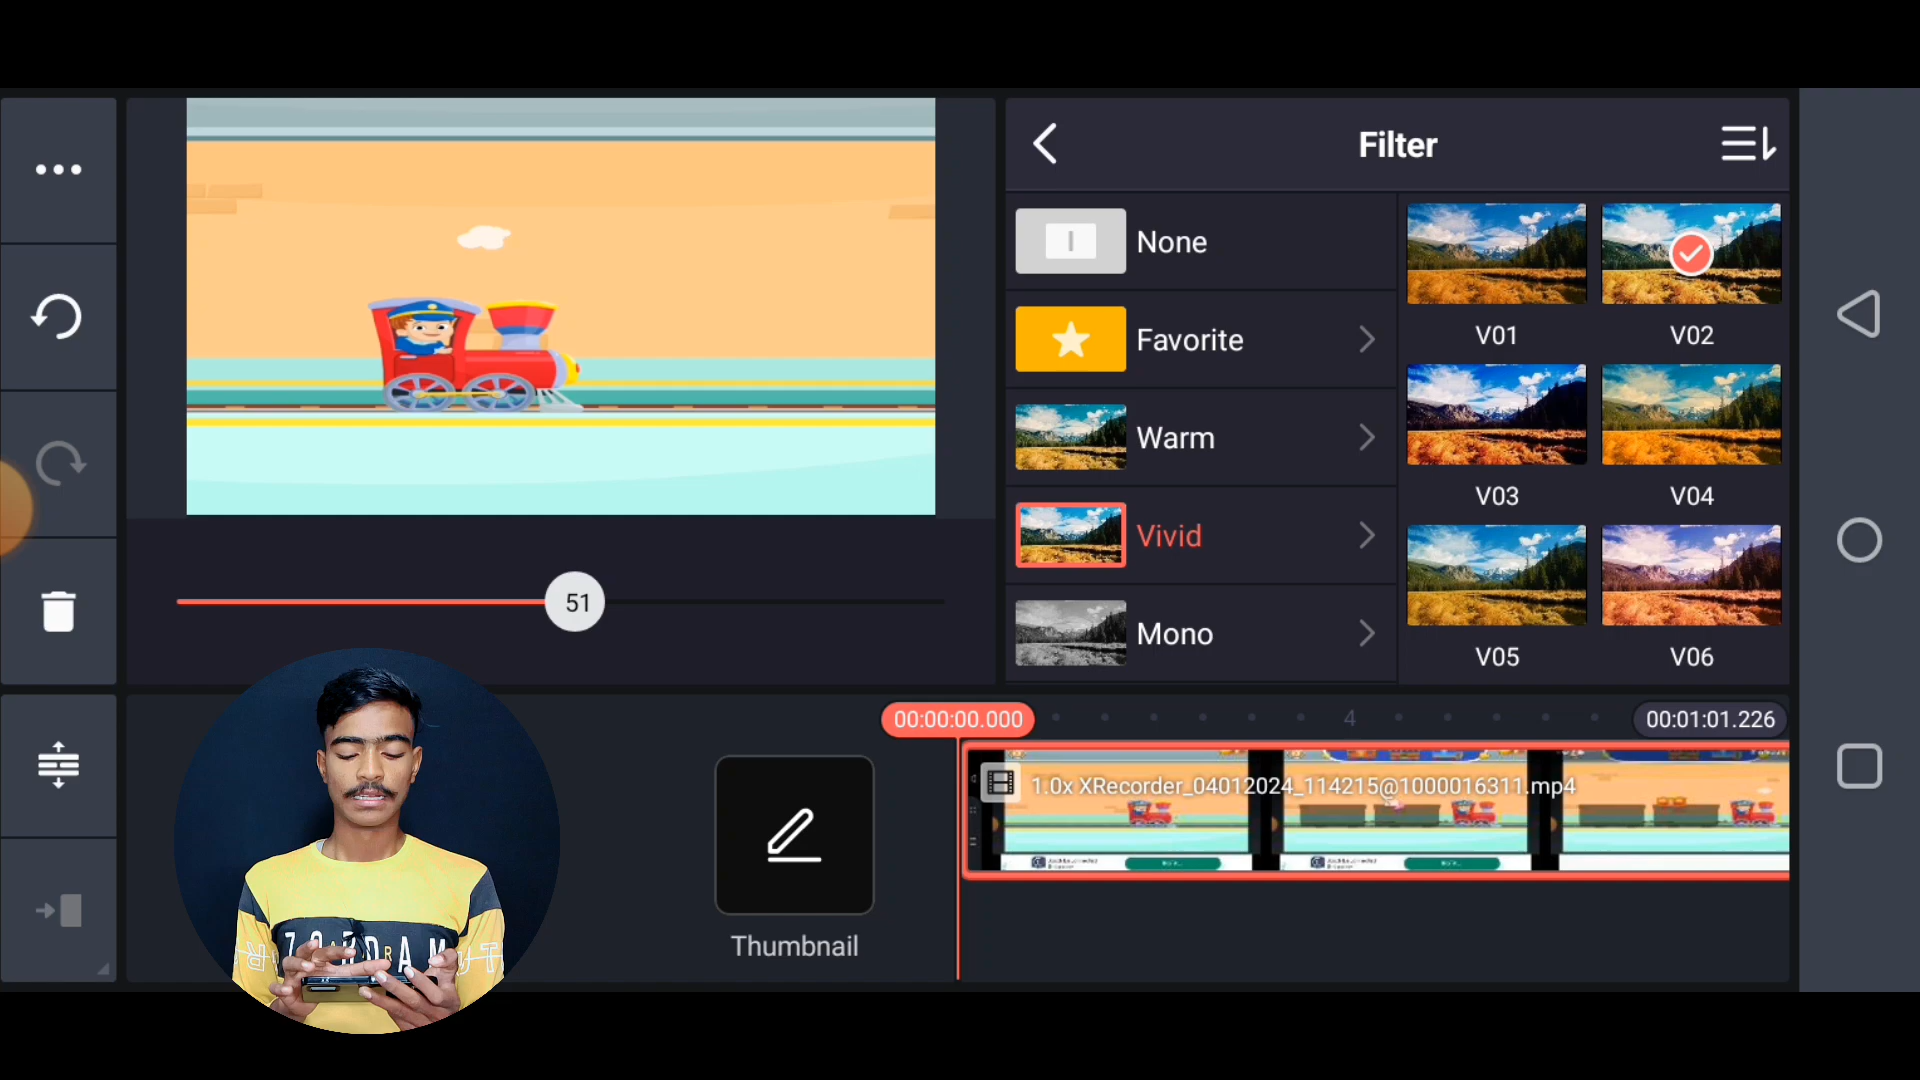 Filter
None
Favorite
Warm
Vivid
Mono
V01
V02
V03
V04
V05
V06
51
00:00:00.000
4
00:01:01.226
1.0x XRecorder_04012024_114215@1000016311.mp4
Thumbnail